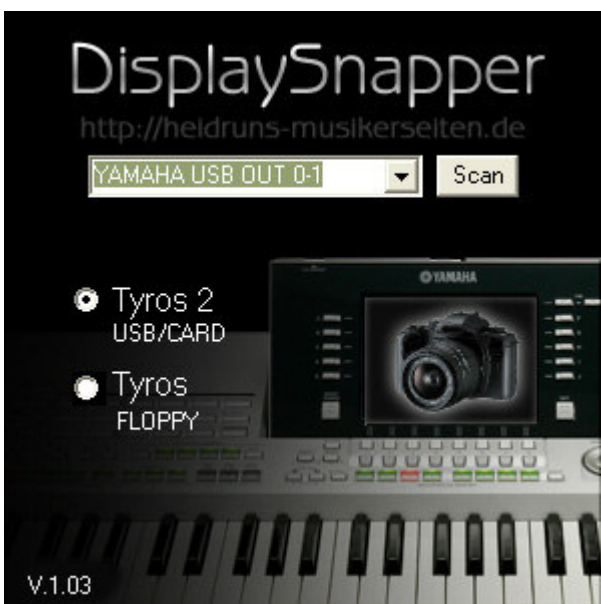 DisplaySnapper
http://heidruns-musikerseiten.de
YAMAHA USB OUT 0-1
Scan
YAMAHA
Tyros 2
USB/CARD
Tyros
FLOPPY
V.1.03